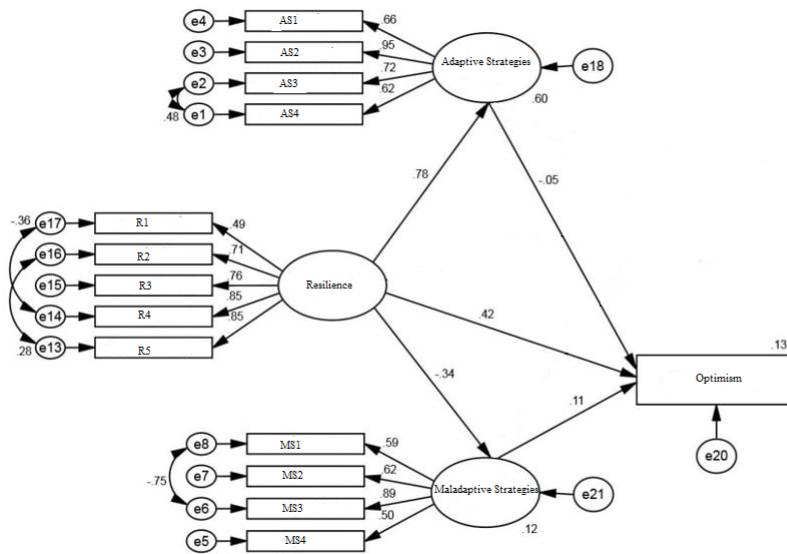 e4
AS1
.66
e3
AS2
.95
e2
AS3
.72
.48
e1
AS4
.62
Adaptive Strategies
e18
.60
.78
-.05
-.36
e17
R1
.49
e16
R2
.71
e15
R3
.76
e14
R4
.85
.28
e13
R5
.85
Resilience
.42
-.34
.13
Optimism
.11
e20
e8
MS1
.59
e7
MS2
.62
-.75
e6
MS3
.89
e5
MS4
.50
Maladaptive Strategies
e21
.12